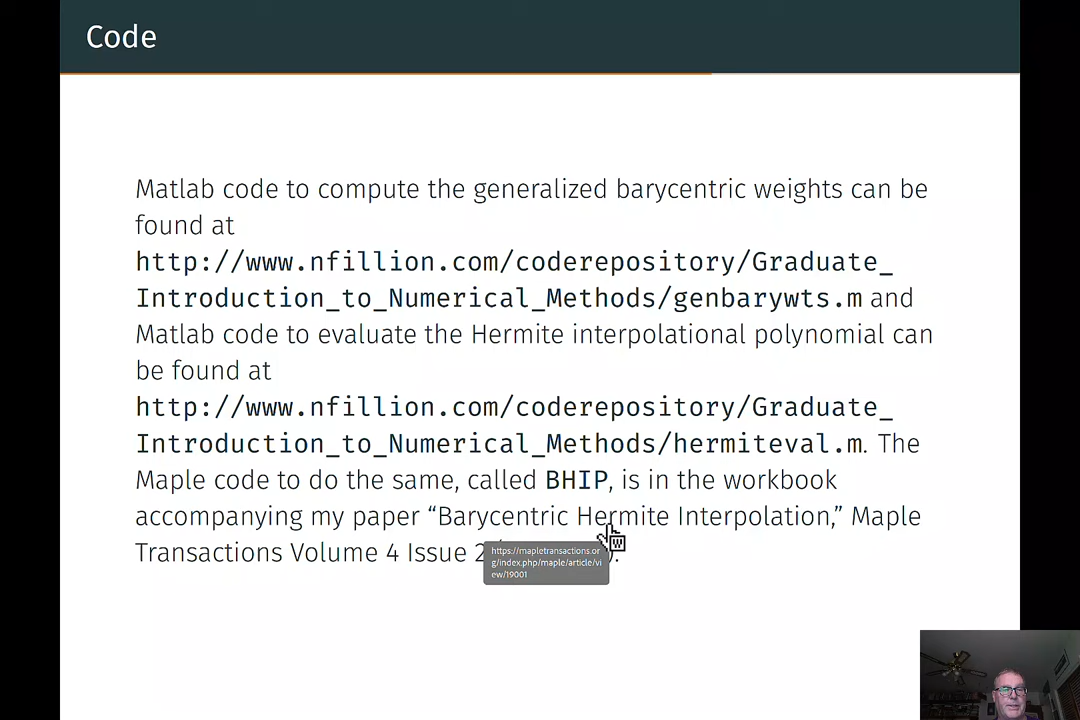 Code
Matlab code to compute the generalized barycentric weights can be
found at
http://www.nfillion.com/coderepository/Graduate_
Introduction_to_Numerical_Methods/genbarywts.m and
Matlab code to evaluate the Hermite interpolational polynomial can
be found at
http://www.nfillion.com/coderepository/Graduate_
Introduction_to_Numerical_Methods/hermiteval.m. The
Maple code to do the same, called BHIP, is in the workbook
accompanying my paper “Barycentric Hermite Interpolation,” Maple
Transactions Volume 4 Issue 2
https://mapletransactions.or
g/index.php/maple/article/vi
ew/19001
W